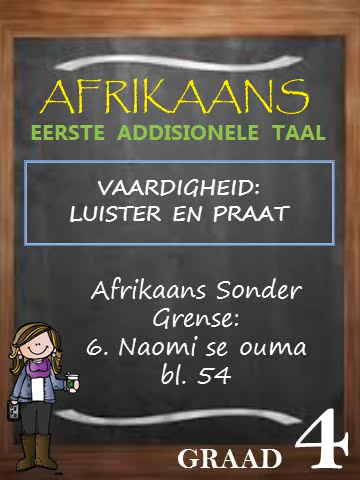 AFRIKAANS
EERSTE ADDISIONELE TAAL
VAARDIGHEID:
LUISTER EN PRAAT
Afrikaans Sonder
Grense:
6. Naomi se ouma
bl. 54
GRAAD 4